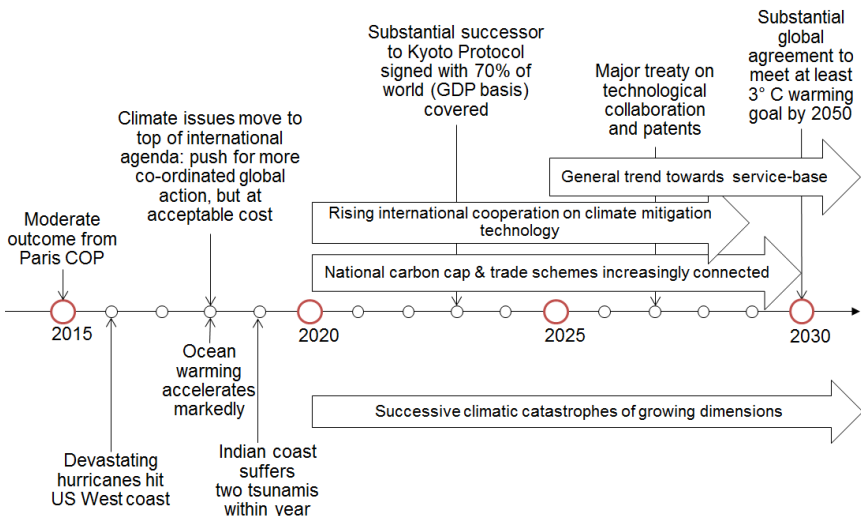 Moderate
outcome from
Paris COP
Climate issues move to
top of international
agenda: push for more
co-ordinated global
action, but at
acceptable cost
Substantial successor
to Kyoto Protocol
signed with 70% of
world (GDP basis)
covered
Major treaty on
technological
collaboration
and patents
Substantial
global
agreement to
meet at least
3° C warming
goal by 2050
General trend towards service-base
Rising international cooperation on climate mitigation
technology
National carbon cap & trade schemes increasingly connected
2015
2020
2025
2030
Devastating
hurricanes hit
US West coast
Ocean
warming
accelerates
markedly
Indian coast
suffers
two tsunamis
within year
Successive climatic catastrophes of growing dimensions